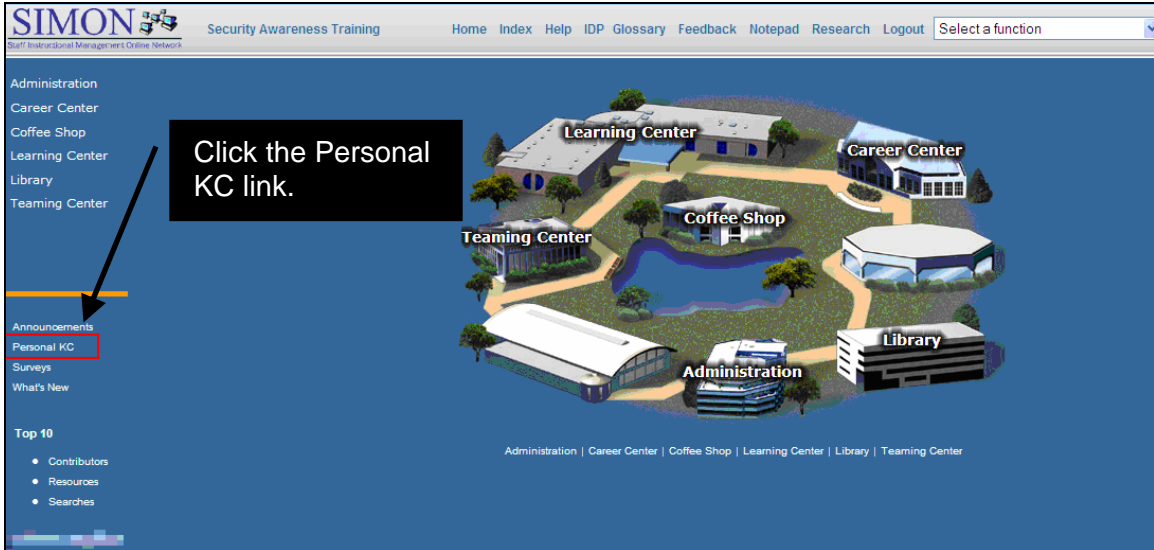 SIMON
Staff Instructional Management Online Network
Security Awareness Training
Home Index Help IDP Glossary Feedback Notepad Research Logout Select a function
Administration
Career Center
Coffee Shop
Learning Center
Library
Teaming Center
Click the Personal
KC link.
Announcements
Personal KC
Surveys
What's New
Top 10
Contributors
Resources
Searches
Learning Center
Career Center
Coffee Shop
Teaming Center
Library
Administration
Administration | Career Center | Coffee Shop | Learning Center | Library | Teaming Center